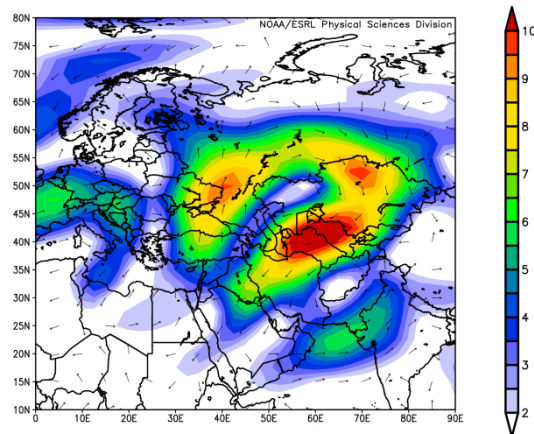 NOAA/ESRL Physical Sciences Division
80N
75N
70N
65N
60N
55N
50N
45N
40N
35N
30N
25N
20N
15N
10N
0 10E 20E 30E 40E 50E 60E 70E 80E 90E
10
9
8
7
6
5
4
3
2